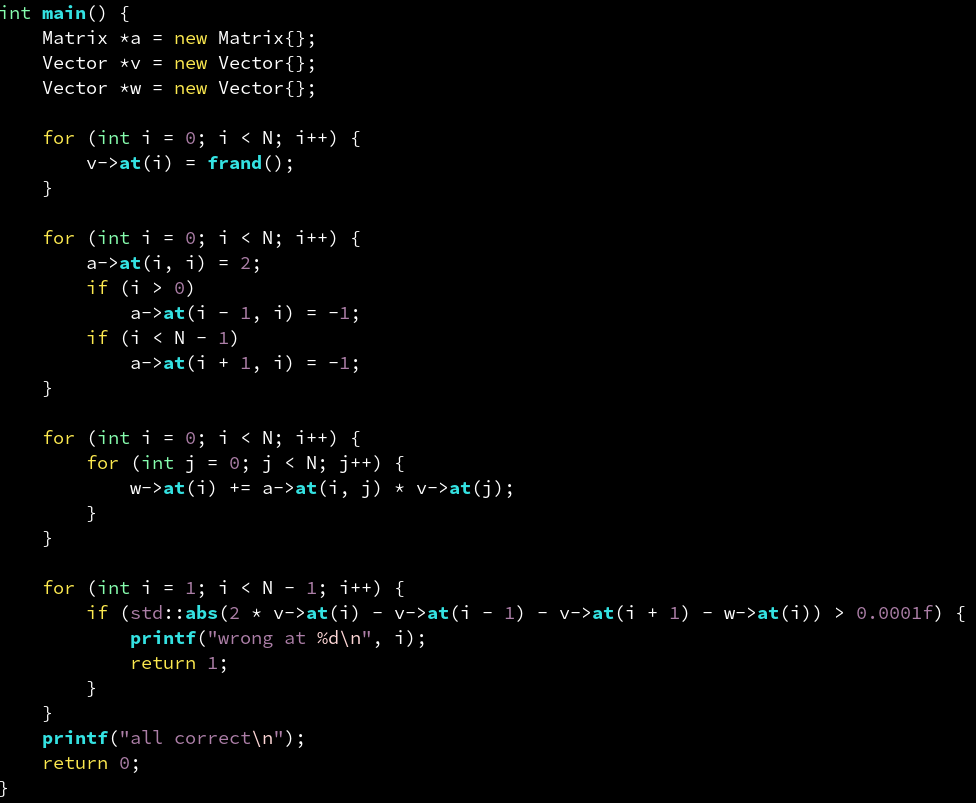 int main() {
    Matrix *a = new Matrix{};
    Vector *v = new Vector{};
    Vector *w = new Vector{};

    for (int i = 0; i < N; i++) {
        v->at(i) = frand();
    }

    for (int i = 0; i < N; i++) {
        a->at(i, i) = 2;
        if (i > 0)
            a->at(i - 1, i) = -1;
        if (i < N - 1)
            a->at(i + 1, i) = -1;
    }

    for (int i = 0; i < N; i++) {
        for (int j = 0; j < N; j++) {
            w->at(i) += a->at(i, j) * v->at(j);
        }
    }

    for (int i = 1; i < N - 1; i++) {
        if (std::abs(2 * v->at(i) - v->at(i - 1) - v->at(i + 1) - w->at(i)) > 0.0001f) {
            printf("wrong at %d\n", i);
            return 1;
        }
    }
    printf("all correct\n");
    return 0;
}